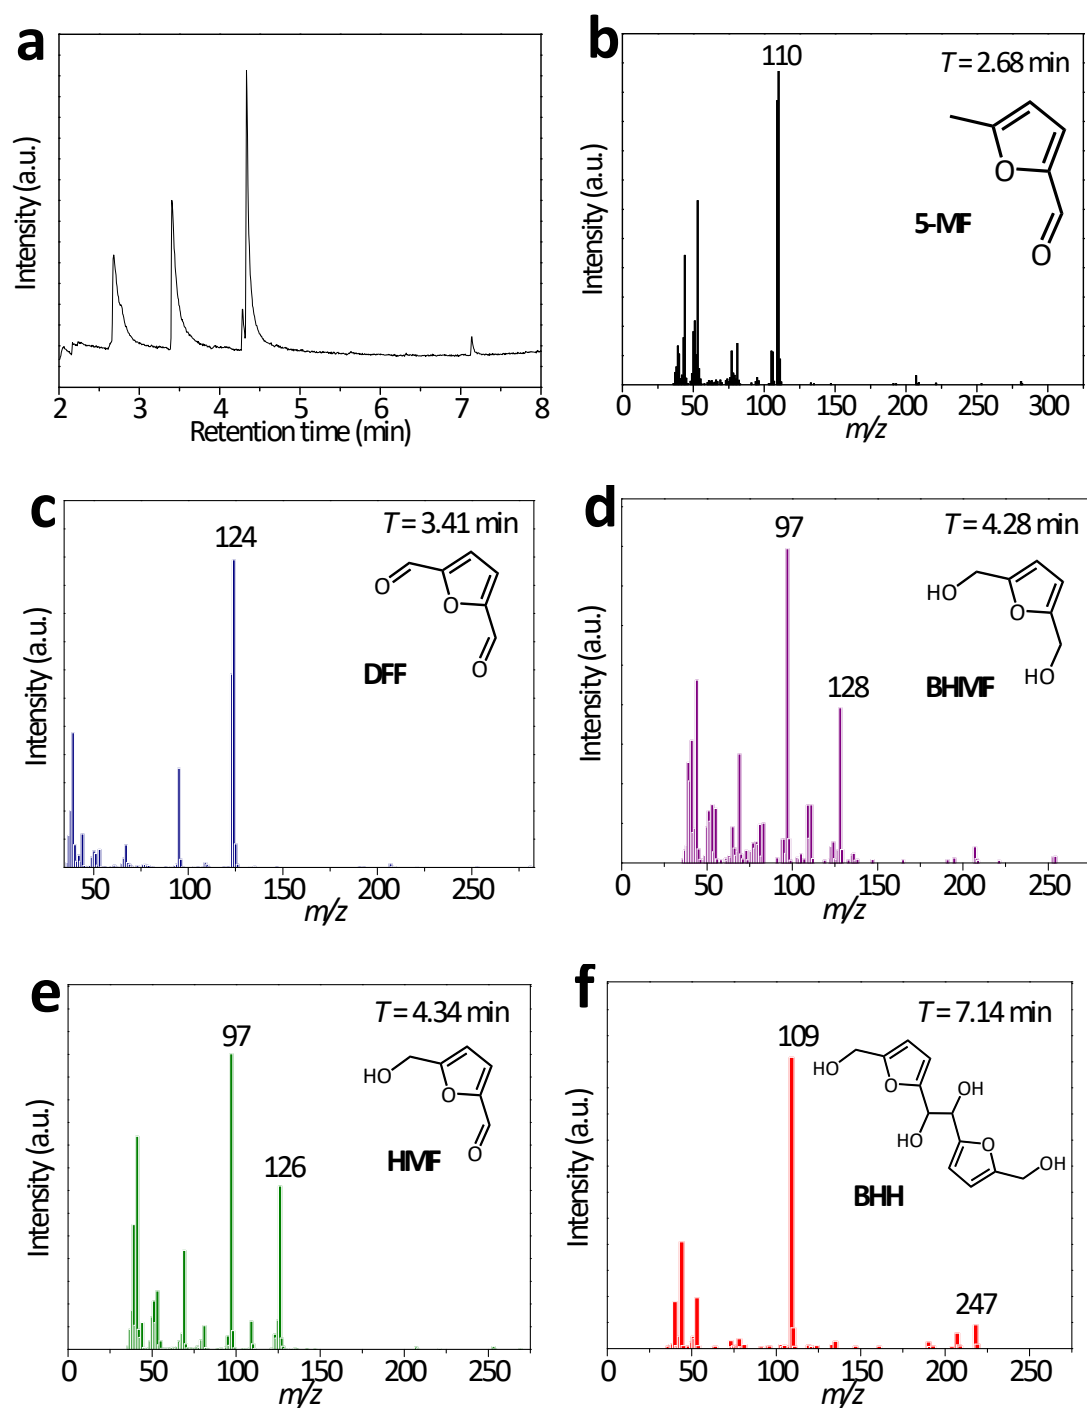 a
Intensity (a.u.)
2 3 4 5 6 7 8
Retention time (min)
b
110
T = 2.68 min
O
O
5-MF
Intensity (a.u.)
0 50 100 150 200 250 300
m/z
c
124
T = 3.41 min
O
O
O
DFF
Intensity (a.u.)
50 100 150 200 250
m/z
d
97
T = 4.28 min
HO
O
HO
128
BHMF
Intensity (a.u.)
0 50 100 150 200 250
m/z
e
97
T = 4.34 min
HO
O
O
HMF
126
Intensity (a.u.)
0 50 100 150 200 250
m/z
f
109
T = 7.14 min
HO
O
OH
HO
O
OH
BHH
247
Intensity (a.u.)
0 50 100 150 200 250
m/z